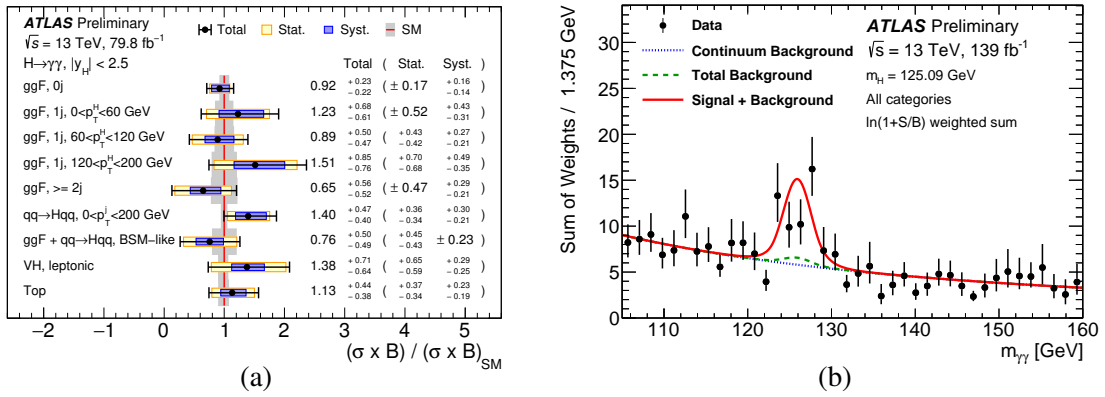 ATLAS Preliminary
√s = 13 TeV, 79.8 fb⁻¹
H→γγ, |y_H| < 2.5
Total Stat. Syst. SM
Total ( Stat. Syst. )
ggF, 0j 0.92 +0.23 −0.22 ( ± 0.17 +0.16 −0.14 )
ggF, 1j, 0<p_T^H<60 GeV 1.23 +0.68 −0.61 ( ± 0.52 +0.43 −0.31 )
ggF, 1j, 60<p_T^H<120 GeV 0.89 +0.50 −0.47 ( +0.43 −0.42 +0.27 −0.21 )
ggF, 1j, 120<p_T^H<200 GeV 1.51 +0.85 −0.76 ( +0.70 −0.68 +0.49 −0.35 )
ggF, >= 2j 0.65 +0.56 −0.52 ( ± 0.47 +0.29 −0.21 )
qq→Hqq, 0<p_T^j<200 GeV 1.40 +0.47 −0.40 ( +0.36 −0.34 +0.30 −0.21 )
ggF + qq→Hqq, BSM−like 0.76 +0.50 −0.49 ( +0.45 −0.43 ± 0.23 )
VH, leptonic 1.38 +0.71 −0.64 ( +0.65 −0.59 +0.29 −0.25 )
Top 1.13 +0.44 −0.38 ( +0.37 −0.34 +0.23 −0.19 )
−2 −1 0 1 2 3 4 5
(σ x B) / (σ x B)_SM
(a)
Sum of Weights / 1.375 GeV
30
25
20
15
10
5
0
Data
Continuum Background
Total Background
Signal + Background
ATLAS Preliminary
√s = 13 TeV, 139 fb⁻¹
m_H = 125.09 GeV
All categories
ln(1+S/B) weighted sum
110 120 130 140 150 160
m_γγ [GeV]
(b)